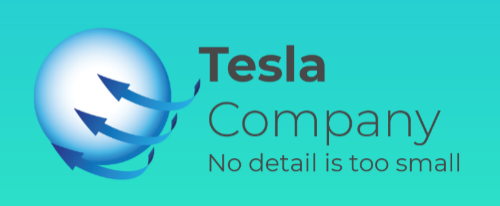 Tesla
Company
No detail is too small